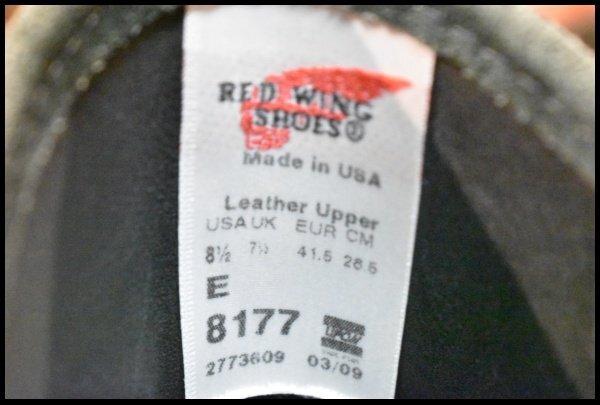 RED WING
SHOES®
Made in USA
Leather Upper
USA UK EUR CM
8½ 7½ 41.5 26.5
E
8177
2773609 03/09